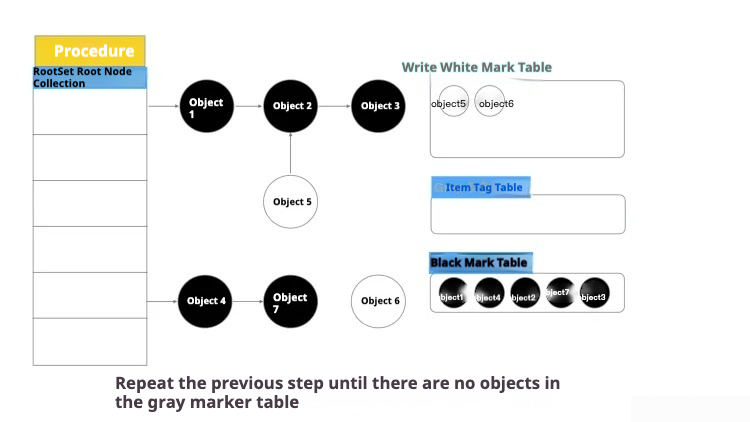 Procedure
RootSet Root Node
Collection
Object
1
Object 2
Object 3
Object 5
Object 4
Object
7
Object 6
Write White Mark Table
object5
object6
Item Tag Table
Black Mark Table
object1
object4
object2
object7
object3
Repeat the previous step until there are no objects in
the gray marker table